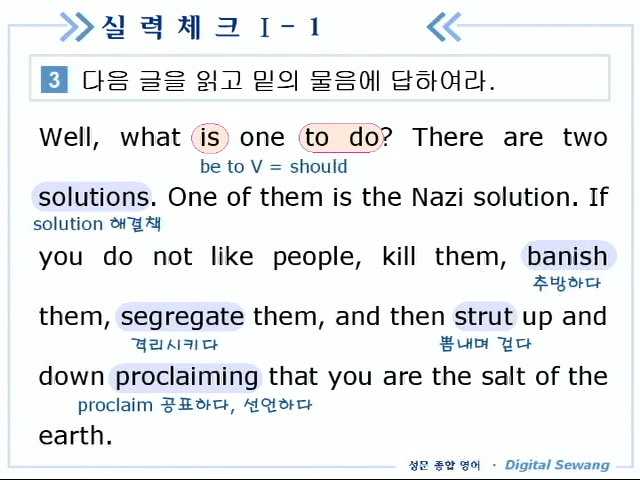 실력체크 I - 1
3 다음 글을 읽고 밑의 물음에 답하여라.
Well, what is one to do? There are two
be to V = should
solutions. One of them is the Nazi solution. If
solution 해결책
you do not like people, kill them, banish
추방하다
them, segregate them, and then strut up and
격리시키다 뽐내며 걷다
down proclaiming that you are the salt of the
proclaim 공표하다, 선언하다
earth.
성문 종합 영어 · Digital Sewang